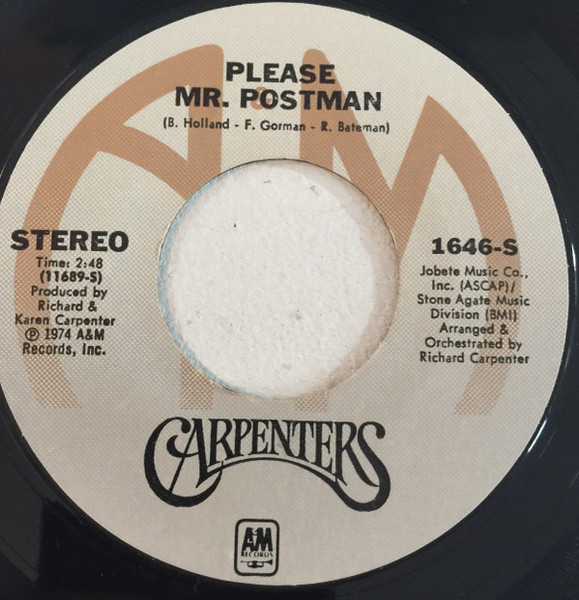 PLEASE
MR. POSTMAN
(B. Holland - F. Gorman - R. Bateman)
STEREO
Time: 2:48
(11689-S)
Produced by
Richard &
Karen Carpenter
Ⓟ 1974 A&M
Records, Inc.
1646-S
Jobete Music Co.,
Inc. (ASCAP)/
Stone Agate Music
Division (BMI)
Arranged &
Orchestrated by
Richard Carpenter
CARPENTERS
A&M
RECORDS